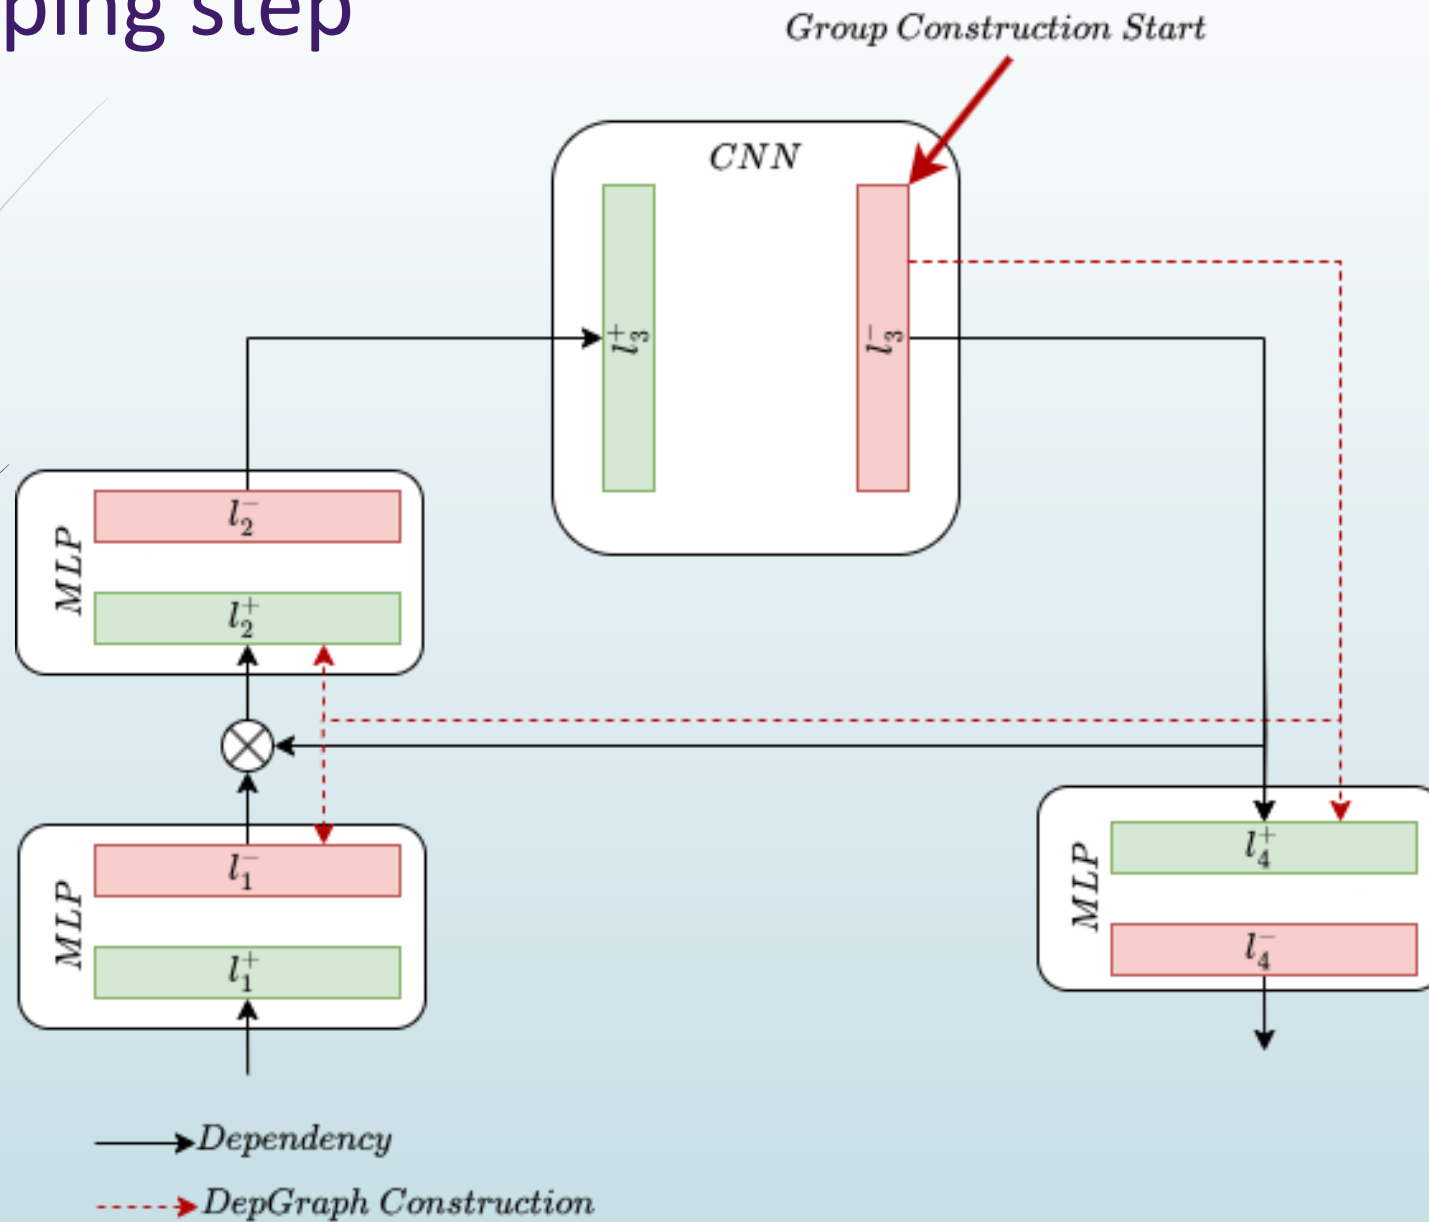 ping step
Group Construction Start
CNN
l₃⁺
l₃⁻
MLP
l₂⁻
l₂⁺
MLP
l₁⁻
l₁⁺
MLP
l₄⁺
l₄⁻
Dependency
DepGraph Construction